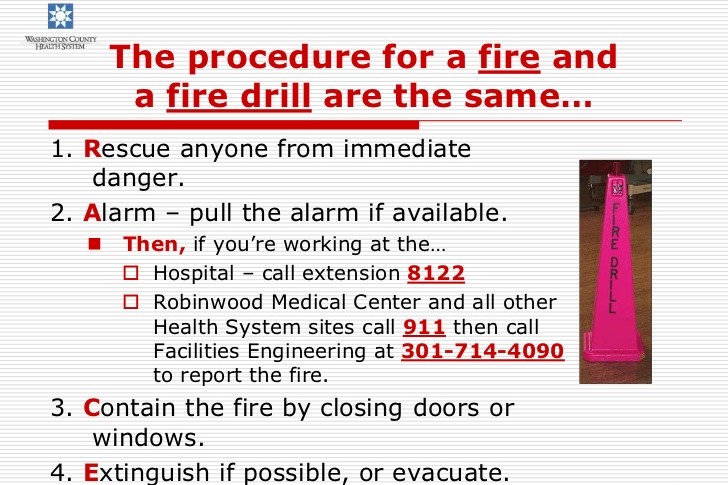 WASHINGTON COUNTY
HEALTH SYSTEM
The procedure for a fire and
a fire drill are the same…
1. Rescue anyone from immediate
danger.
2. Alarm – pull the alarm if available.
Then, if you’re working at the…
Hospital – call extension 8122
Robinwood Medical Center and all other
Health System sites call 911 then call
Facilities Engineering at 301-714-4090
to report the fire.
FIRE DRILL
3. Contain the fire by closing doors or
windows.
4. Extinguish if possible, or evacuate.